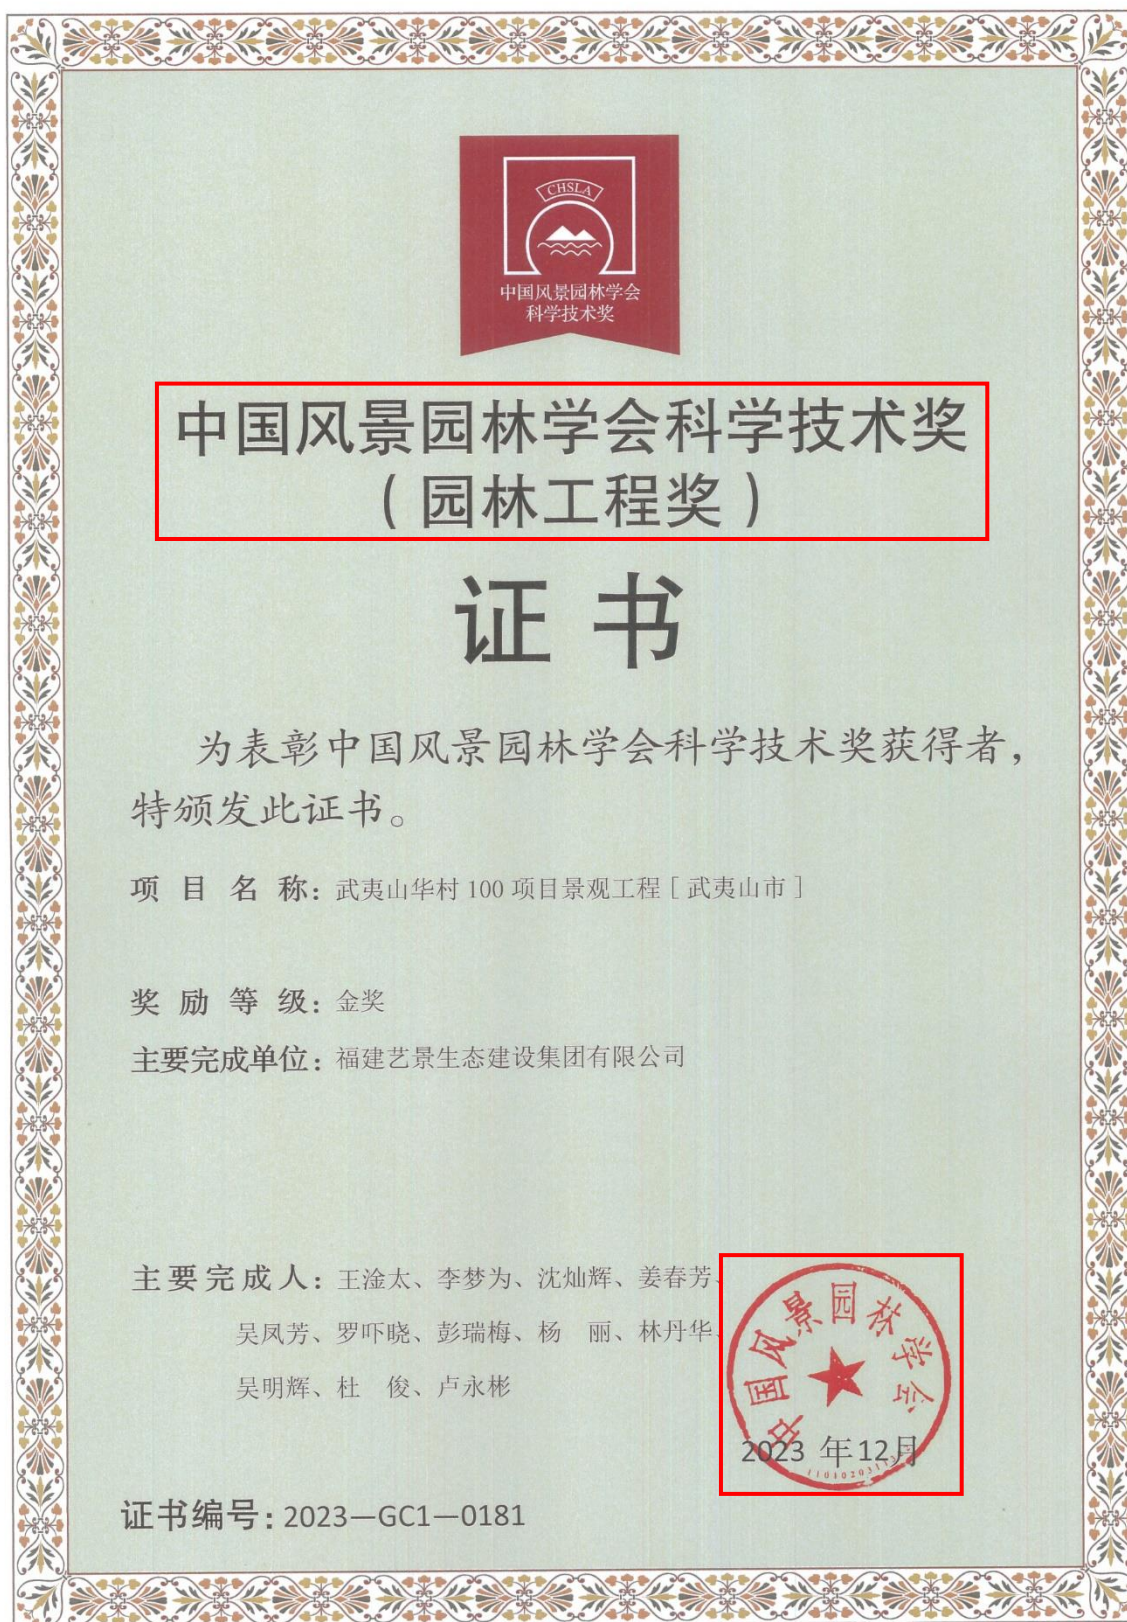 CHSLA
中国风景园林学会
科学技术奖
中国风景园林学会科学技术奖
（园林工程奖）
证书
为表彰中国风景园林学会科学技术奖获得者，
特颁发此证书。
项目名称：武夷山华村 100 项目景观工程［武夷山市］
奖励等级：金奖
主要完成单位：福建艺景生态建设集团有限公司
主要完成人：王淦太、李梦为、沈灿辉、姜春芳、
吴凤芳、罗吓晓、彭瑞梅、杨 丽、林丹华、
吴明辉、杜 俊、卢永彬
中国风景园林学会
2023 年12月
证书编号：2023—GC1—0181